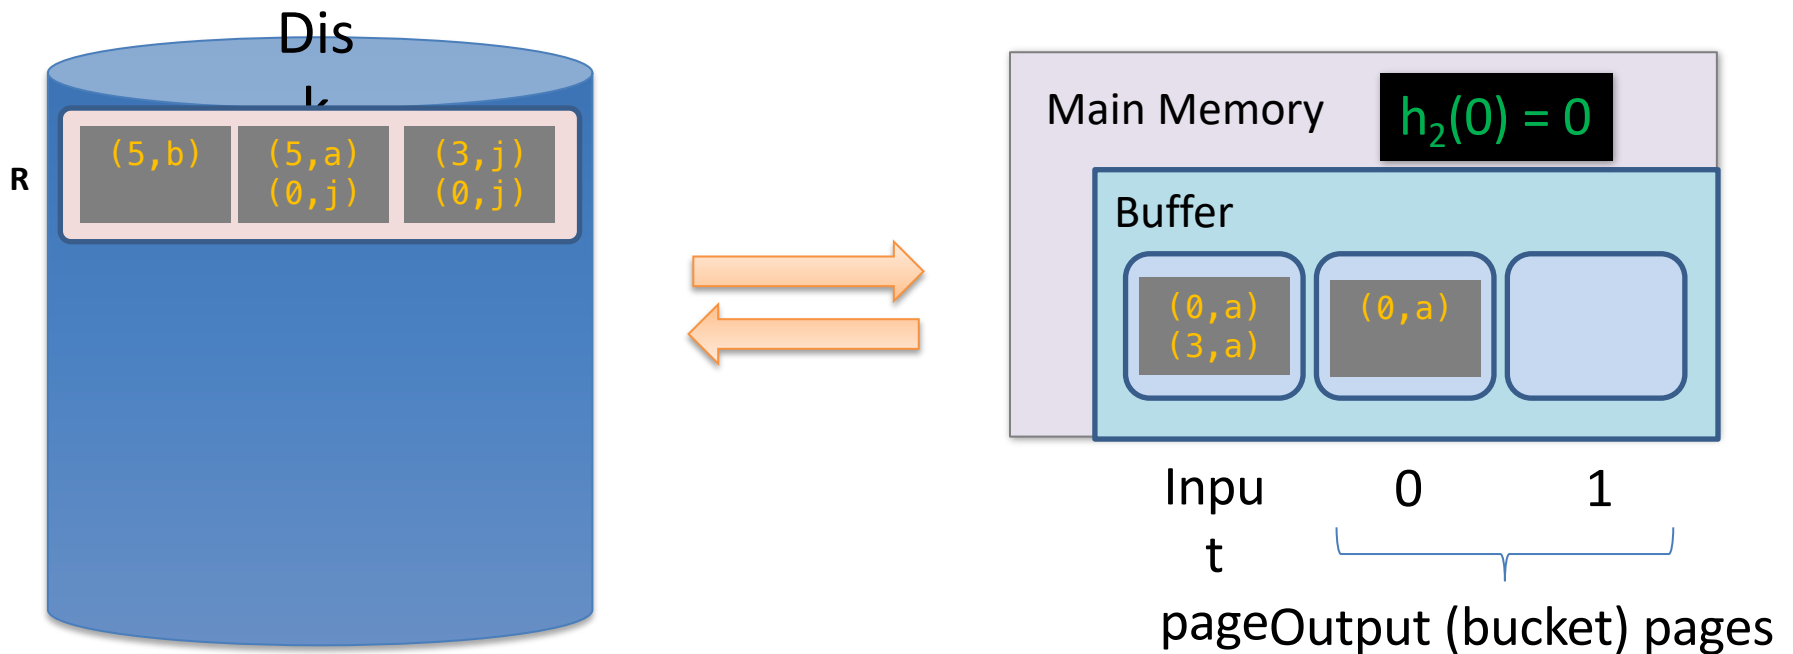 Dis
k
R
(5,b)
(5,a)
(0,j)
(3,j)
(0,j)
Main Memory
h₂(0) = 0
Buffer
(0,a)
(3,a)
(0,a)
Inpu
t
page
0
1
Output (bucket) pages